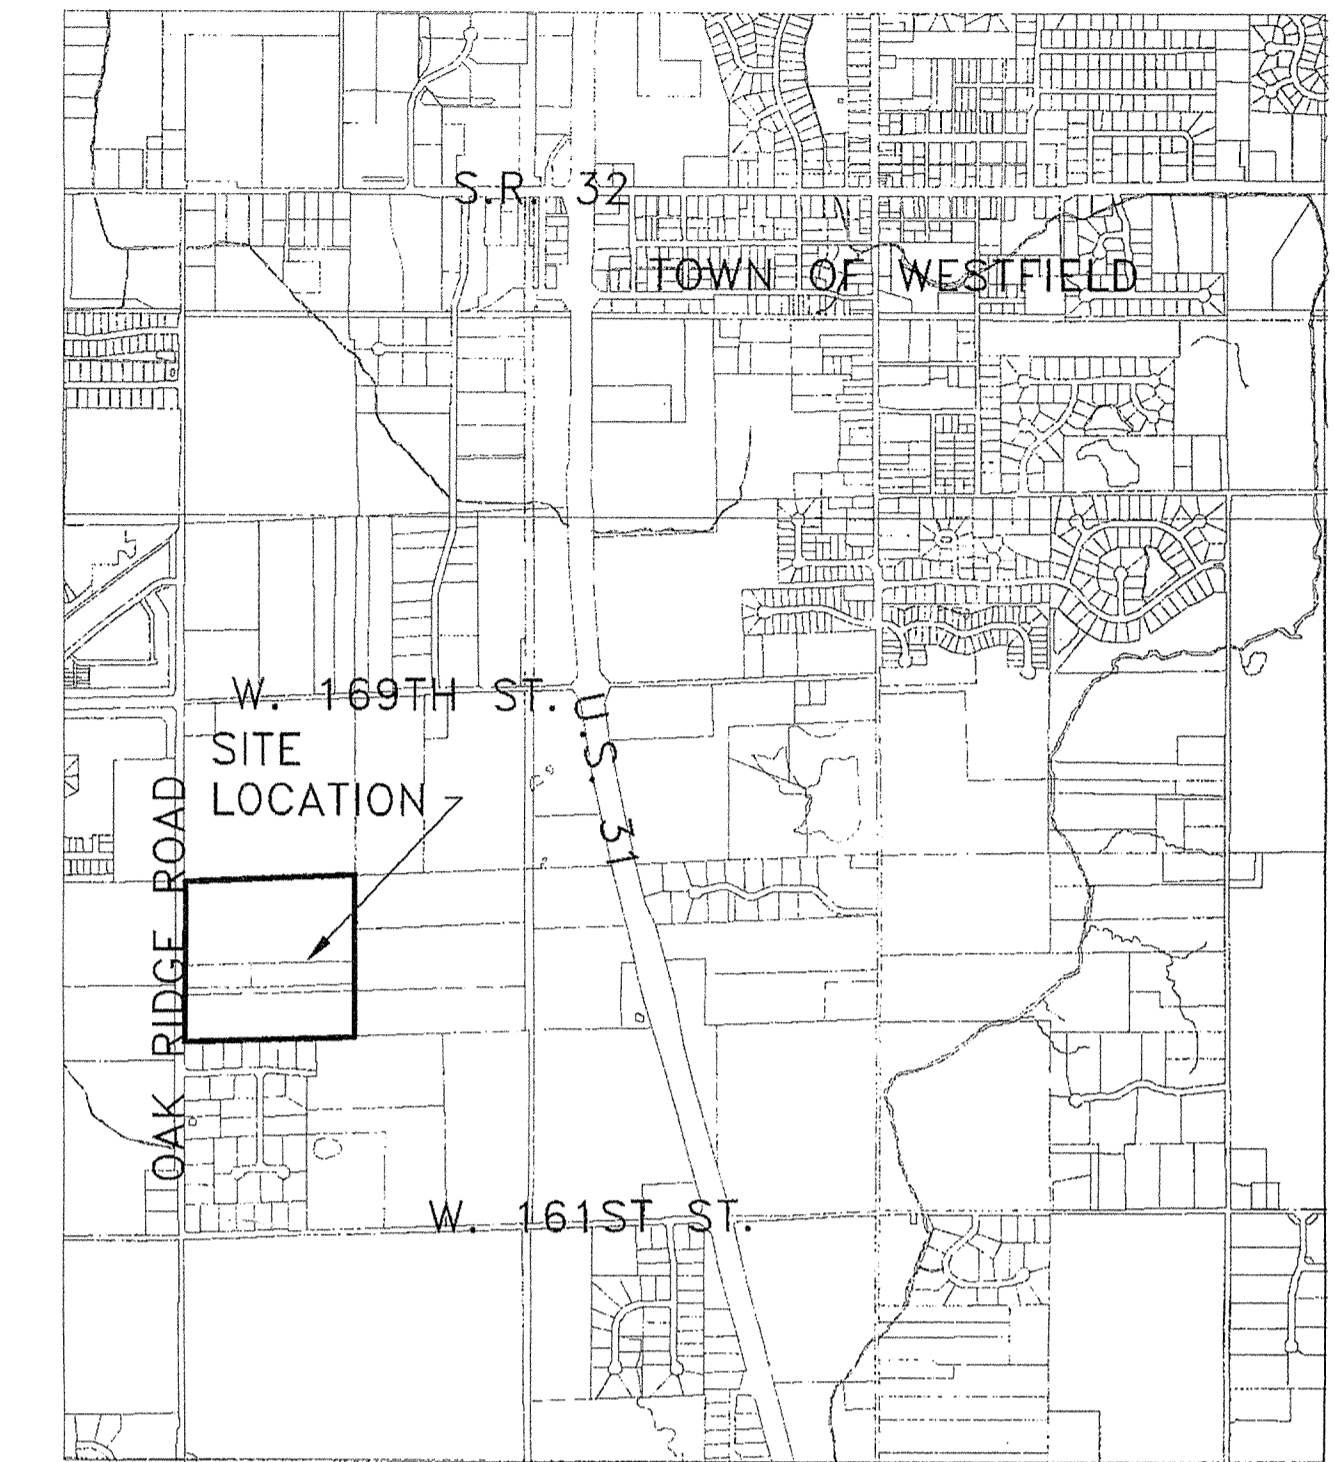 S.R. 32
TOWN OF WESTFIELD
W. 169TH ST.
U.S. 31
SITE
LOCATION
OAK RIDGE ROAD
W. 161ST ST.